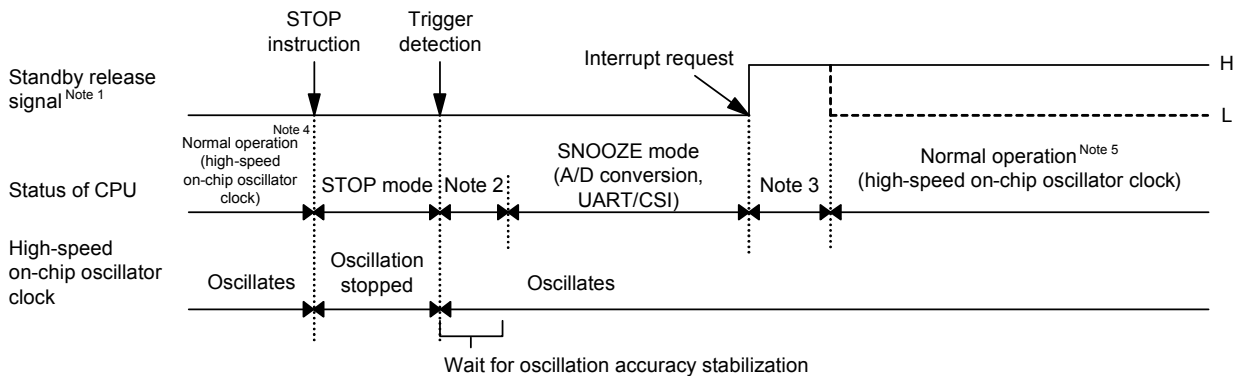 STOP
instruction
Trigger
detection
Interrupt request
Standby release
signal Note 1
H
L
Note 4
Normal operation
(high-speed
on-chip oscillator
clock)
Status of CPU
STOP mode
Note 2
SNOOZE mode
(A/D conversion,
UART/CSI)
Note 3
Normal operation Note 5
(high-speed on-chip oscillator clock)
High-speed
on-chip oscillator
clock
Oscillates
Oscillation
stopped
Oscillates
Wait for oscillation accuracy stabilization